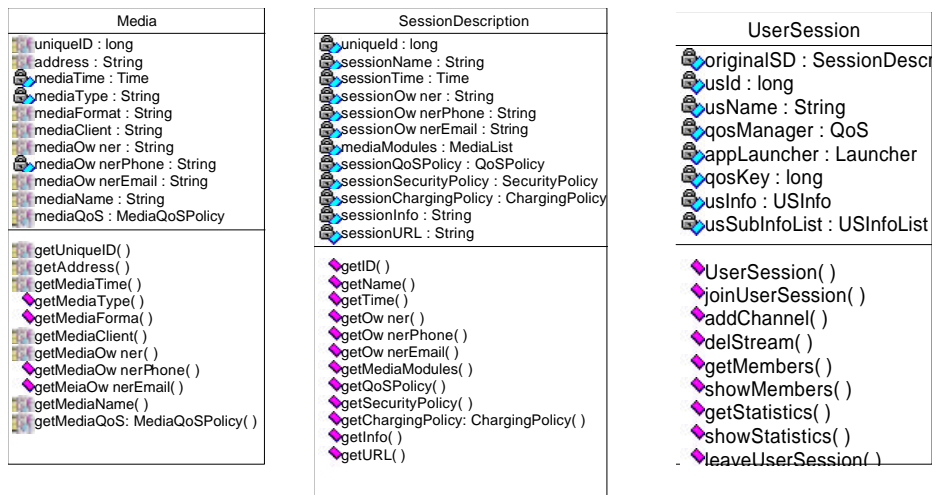 Media
uniqueID : long
address : String
mediaTime : Time
mediaType : String
mediaFormat : String
mediaClient : String
mediaOw ner : String
mediaOw nerPhone : String
mediaOw nerEmail : String
mediaName : String
mediaQoS : MediaQoSPolicy
getUniqueID( )
getAddress( )
getMediaTime( )
getMediaType( )
getMediaForma( )
getMediaClient( )
getMediaOw ner( )
getMediaOw nerPhone( )
getMeiaOw nerEmail( )
getMediaName( )
getMediaQoS: MediaQoSPolicy( )
SessionDescription
uniqueId : long
sessionName : String
sessionTime : Time
sessionOw ner : String
sessionOw nerPhone : String
sessionOw nerEmail : String
mediaModules : MediaList
sessionQoSPolicy : QoSPolicy
sessionSecurityPolicy : SecurityPolicy
sessionChargingPolicy : ChargingPolicy
sessionInfo : String
sessionURL : String
getID( )
getName( )
getTime( )
getOw ner( )
getOw nerPhone( )
getOw nerEmail( )
getMediaModules( )
getQoSPolicy( )
getSecurityPolicy( )
getChargingPolicy: ChargingPolicy( )
getInfo( )
getURL( )
UserSession
originalSD : SessionDescr
usId : long
usName : String
qosManager : QoS
appLauncher : Launcher
qosKey : long
usInfo : USInfo
usSubInfoList : USInfoList
UserSession( )
joinUserSession( )
addChannel( )
delStream( )
getMembers( )
showMembers( )
getStatistics( )
showStatistics( )
leaveUserSession( )